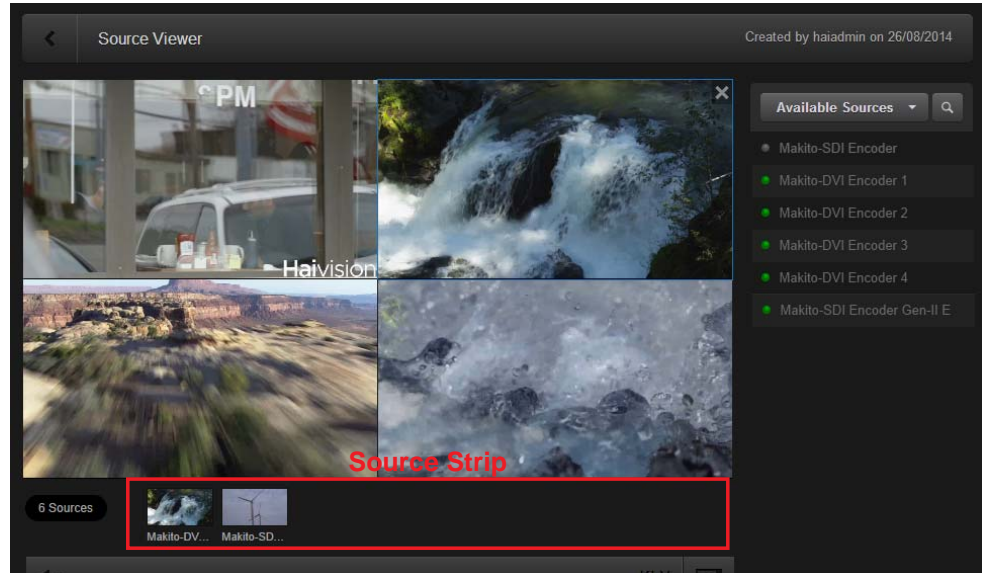 Source Viewer
Created by haiadmin on 26/08/2014
PM
Haivision
Available Sources
Makito-SDI Encoder
Makito-DVI Encoder 1
Makito-DVI Encoder 2
Makito-DVI Encoder 3
Makito-DVI Encoder 4
Makito-SDI Encoder Gen-II E
Source Strip
6 Sources
Makito-DV...
Makito-SD...